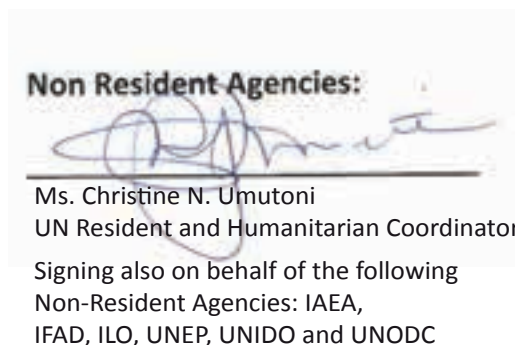 Non Resident Agencies:
Ms. Christine N. Umutoni
UN Resident and Humanitarian Coordinator
Signing also on behalf of the following
Non-Resident Agencies: IAEA,
IFAD, ILO, UNEP, UNIDO and UNODC